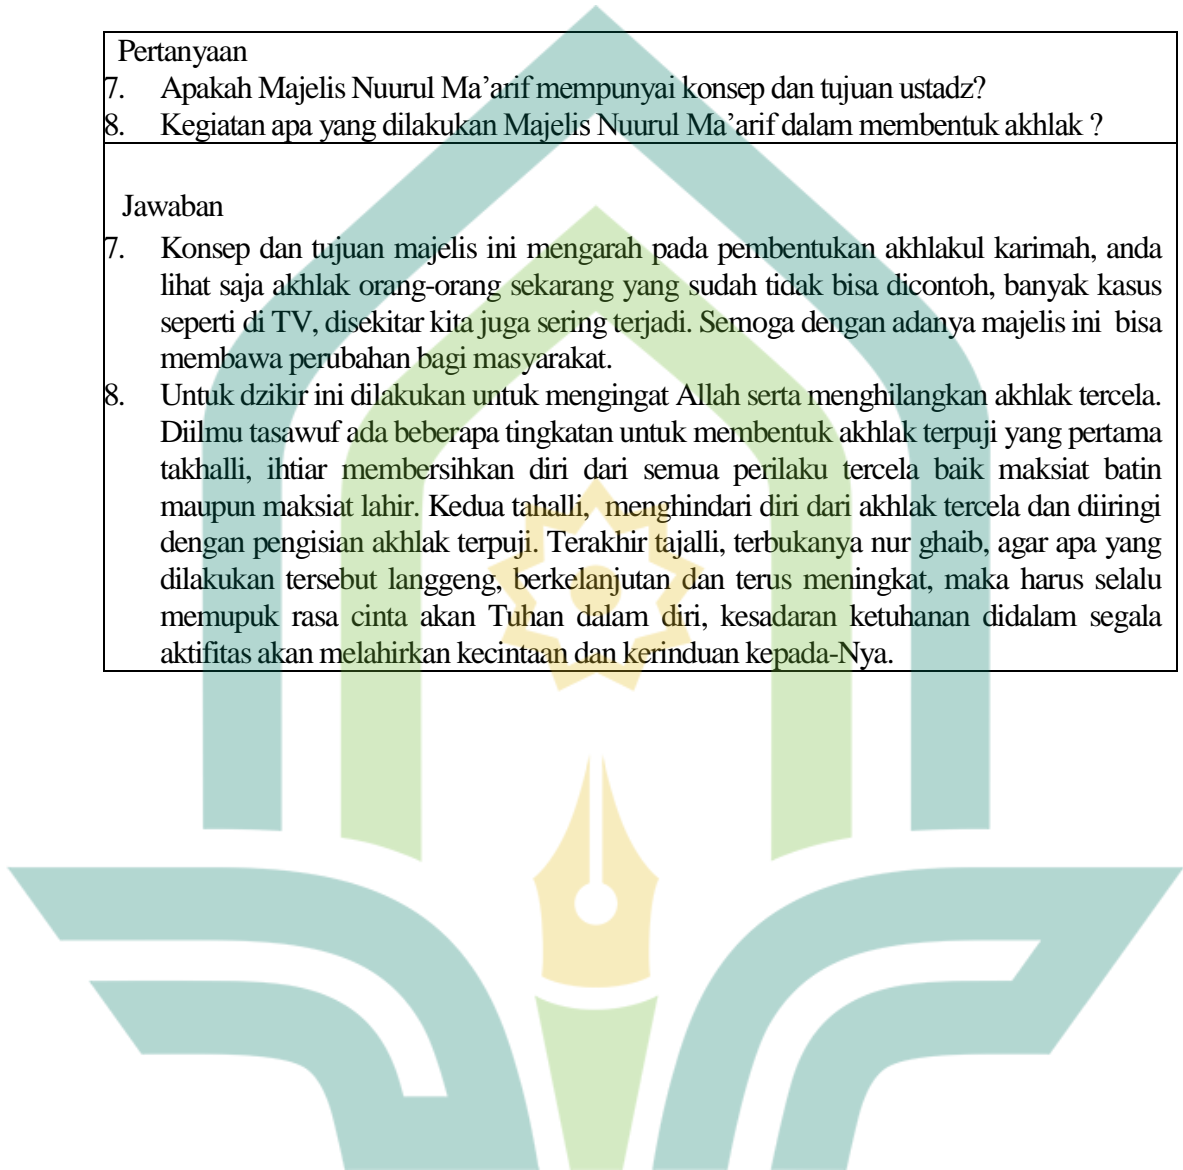 Pertanyaan
7. Apakah Majelis Nuurul Ma’arif mempunyai konsep dan tujuan ustadz?
8. Kegiatan apa yang dilakukan Majelis Nuurul Ma’arif dalam membentuk akhlak ?
Jawaban
7. Konsep dan tujuan majelis ini mengarah pada pembentukan akhlakul karimah, anda
lihat saja akhlak orang-orang sekarang yang sudah tidak bisa dicontoh, banyak kasus
seperti di TV, disekitar kita juga sering terjadi. Semoga dengan adanya majelis ini bisa
membawa perubahan bagi masyarakat.
8. Untuk dzikir ini dilakukan untuk mengingat Allah serta menghilangkan akhlak tercela.
Diilmu tasawuf ada beberapa tingkatan untuk membentuk akhlak terpuji yang pertama
takhalli, ihtiar membersihkan diri dari semua perilaku tercela baik maksiat batin
maupun maksiat lahir. Kedua tahalli, menghindari diri dari akhlak tercela dan diiringi
dengan pengisian akhlak terpuji. Terakhir tajalli, terbukanya nur ghaib, agar apa yang
dilakukan tersebut langgeng, berkelanjutan dan terus meningkat, maka harus selalu
memupuk rasa cinta akan Tuhan dalam diri, kesadaran ketuhanan didalam segala
aktifitas akan melahirkan kecintaan dan kerinduan kepada-Nya.